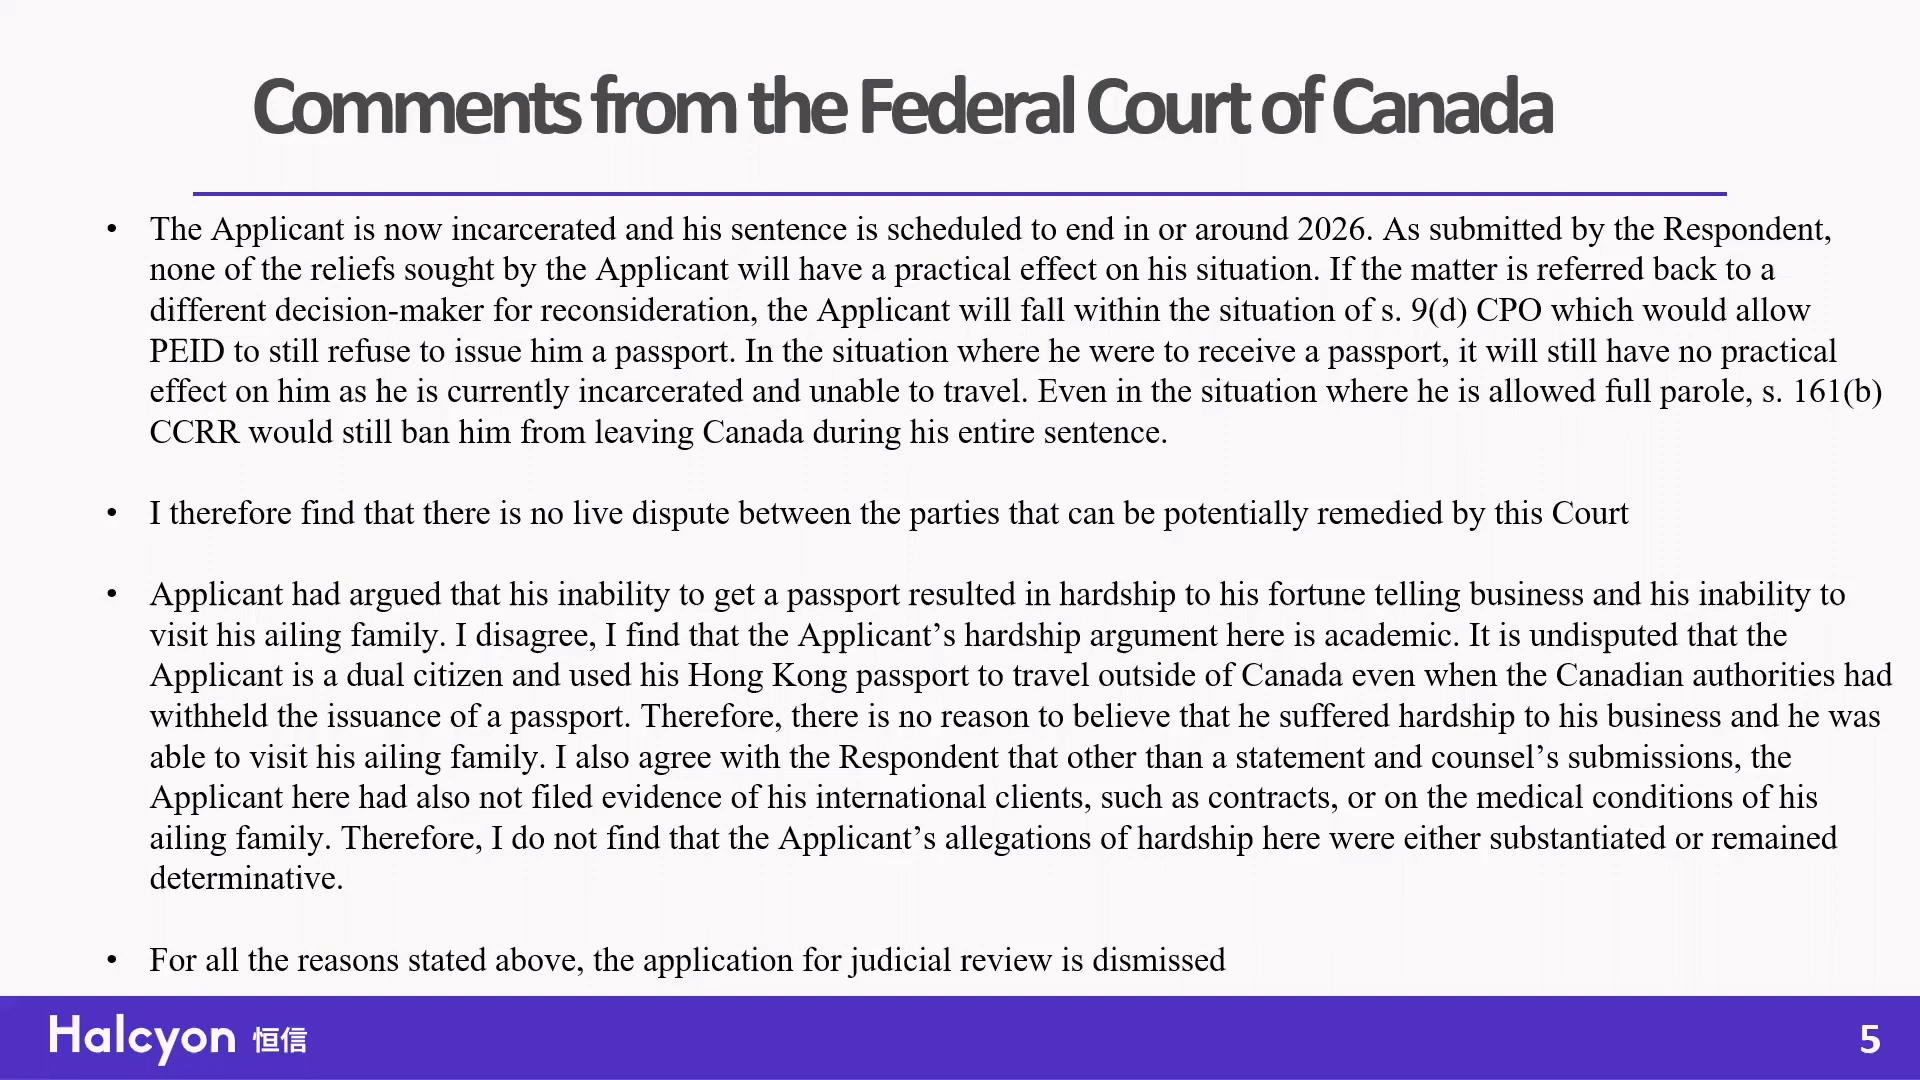 Comments from the Federal Court of Canada
• The Applicant is now incarcerated and his sentence is scheduled to end in or around 2026. As submitted by the Respondent,
none of the reliefs sought by the Applicant will have a practical effect on his situation. If the matter is referred back to a
different decision-maker for reconsideration, the Applicant will fall within the situation of s. 9(d) CPO which would allow
PEID to still refuse to issue him a passport. In the situation where he were to receive a passport, it will still have no practical
effect on him as he is currently incarcerated and unable to travel. Even in the situation where he is allowed full parole, s. 161(b)
CCRR would still ban him from leaving Canada during his entire sentence.
• I therefore find that there is no live dispute between the parties that can be potentially remedied by this Court
• Applicant had argued that his inability to get a passport resulted in hardship to his fortune telling business and his inability to
visit his ailing family. I disagree, I find that the Applicant’s hardship argument here is academic. It is undisputed that the
Applicant is a dual citizen and used his Hong Kong passport to travel outside of Canada even when the Canadian authorities had
withheld the issuance of a passport. Therefore, there is no reason to believe that he suffered hardship to his business and he was
able to visit his ailing family. I also agree with the Respondent that other than a statement and counsel’s submissions, the
Applicant here had also not filed evidence of his international clients, such as contracts, or on the medical conditions of his
ailing family. Therefore, I do not find that the Applicant’s allegations of hardship here were either substantiated or remained
determinative.
• For all the reasons stated above, the application for judicial review is dismissed
Halcyon 恒信
5